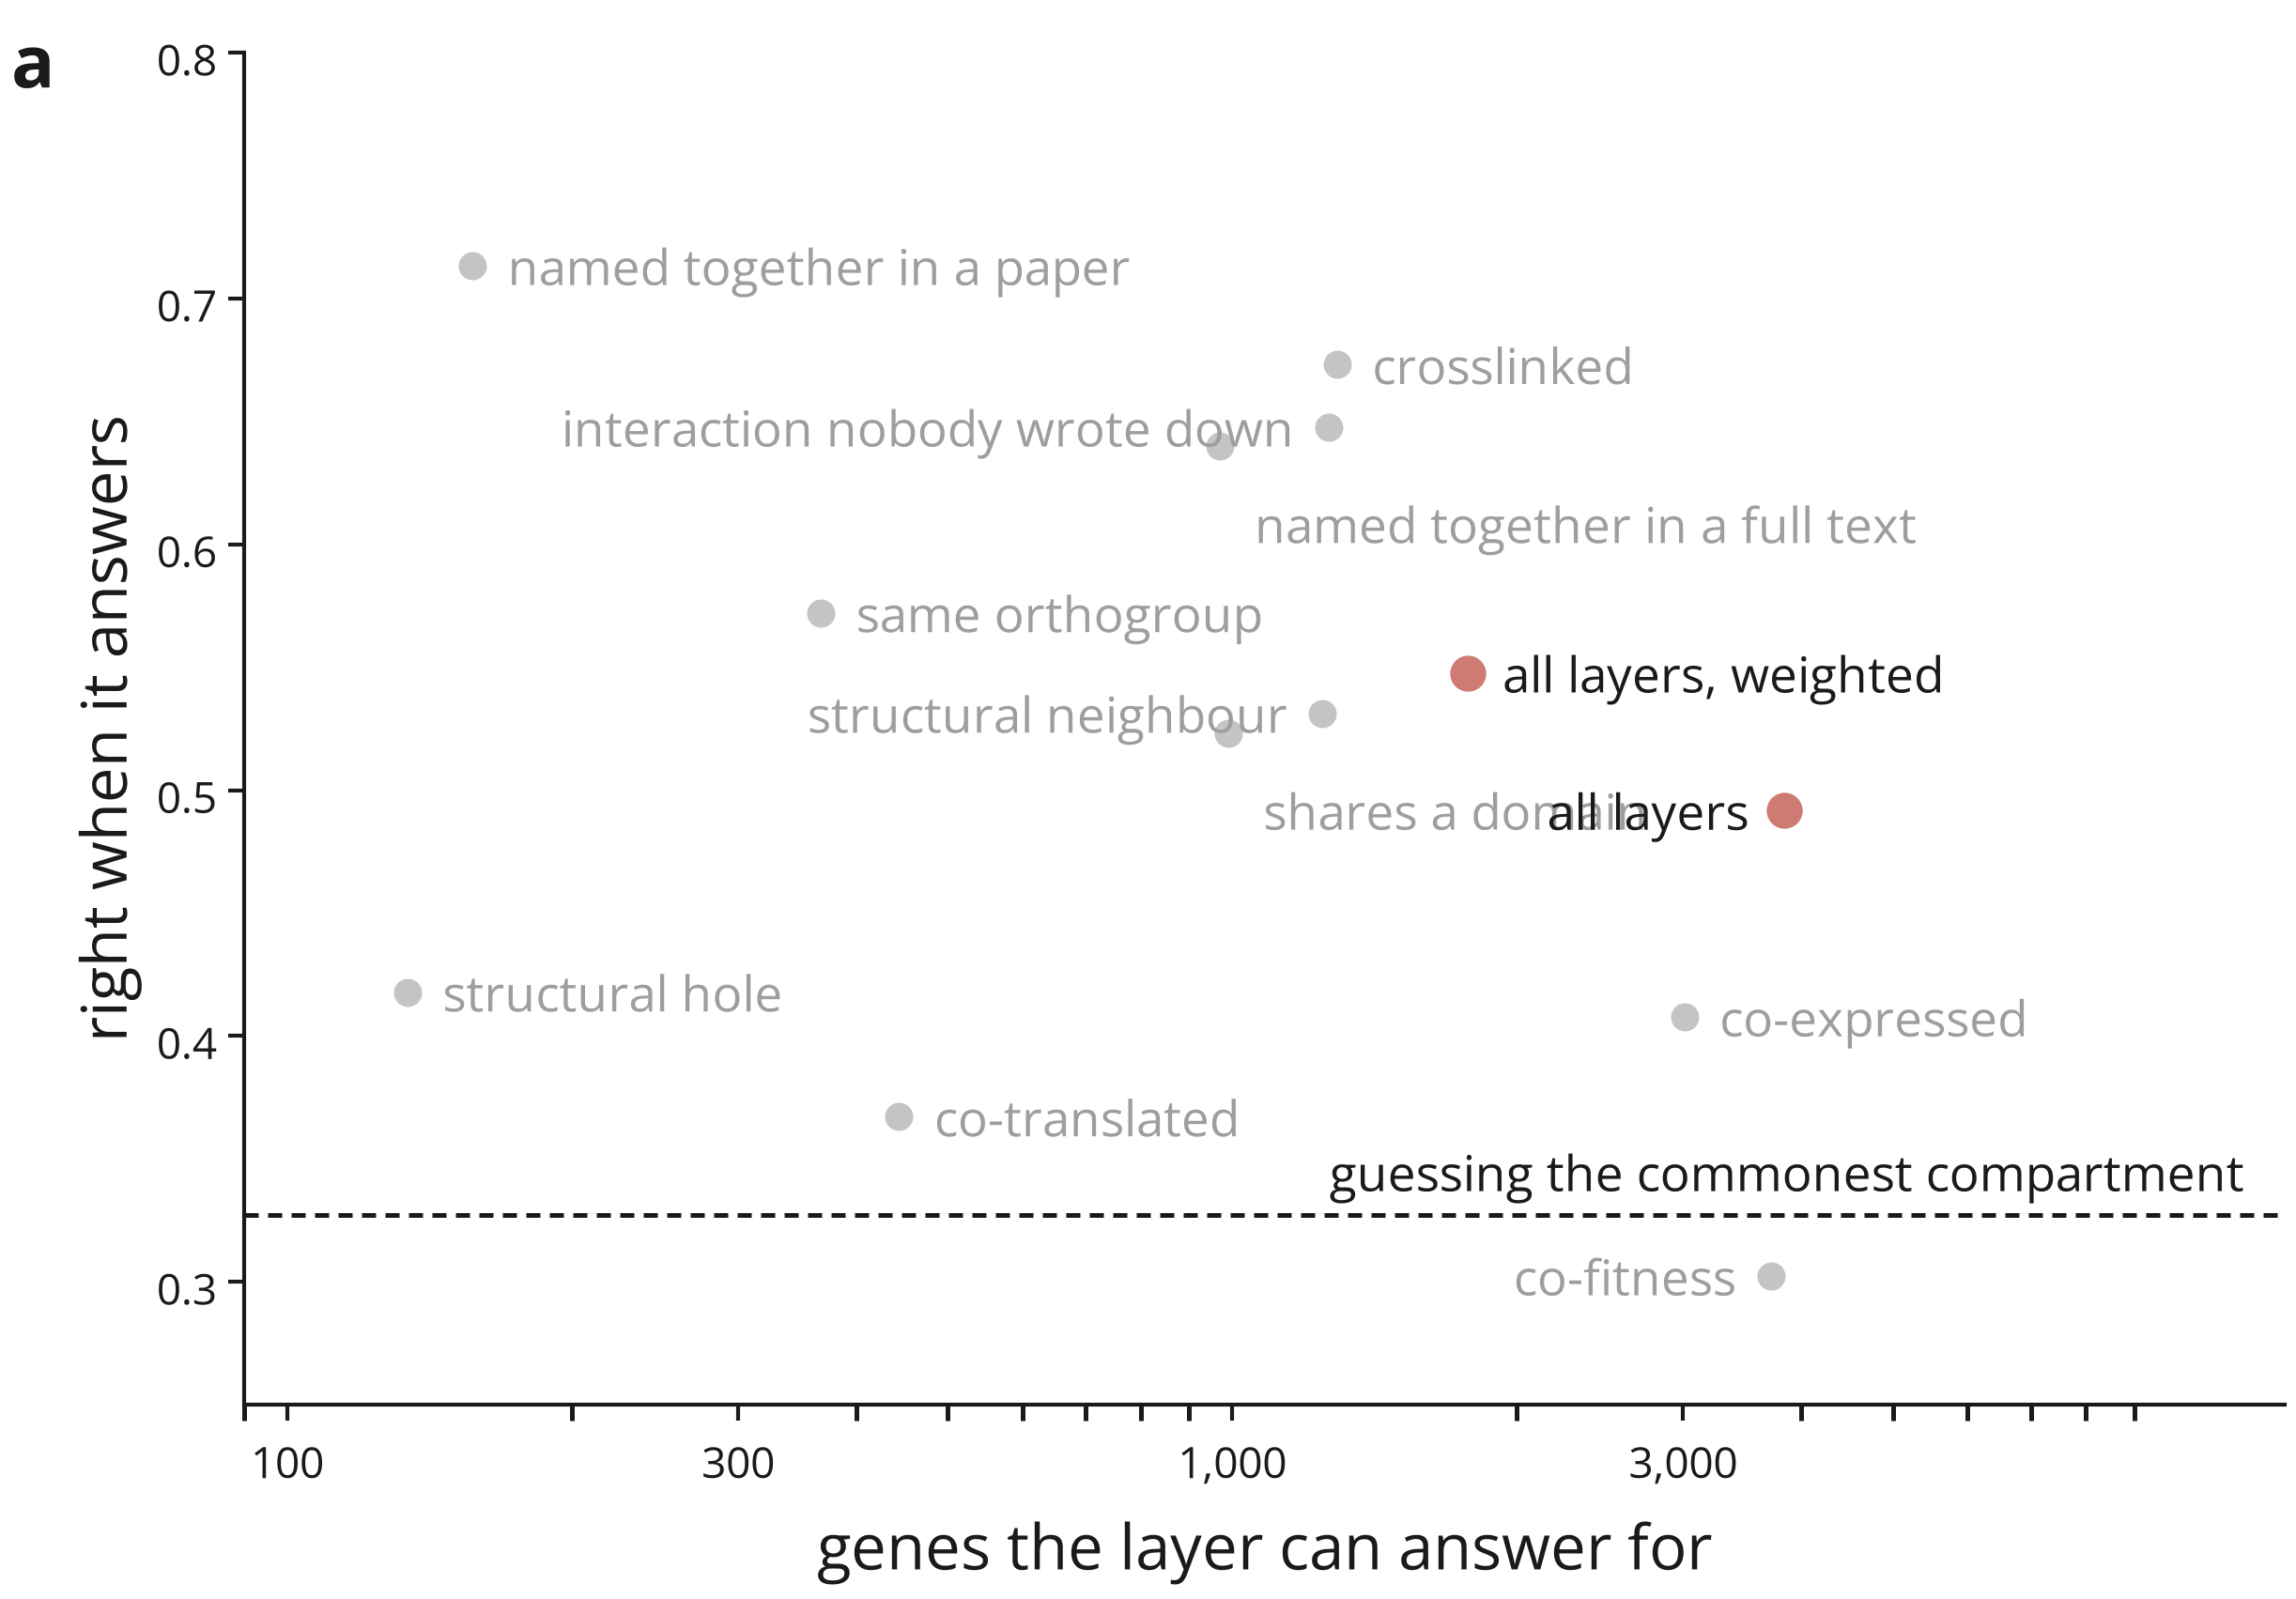 a
0.8
named together in a paper
0.7
crosslinked
interaction nobody wrote down
named together in a full text
0.6
same orthogroup
all layers, weighted
structural neighbour
0.5
shares a domain
all layers
structural hole
co-expressed
0.4
co-translated
guessing the commonest compartment
co-fitness
0.3
right when it answers
100
300
1,000
3,000
genes the layer can answer for